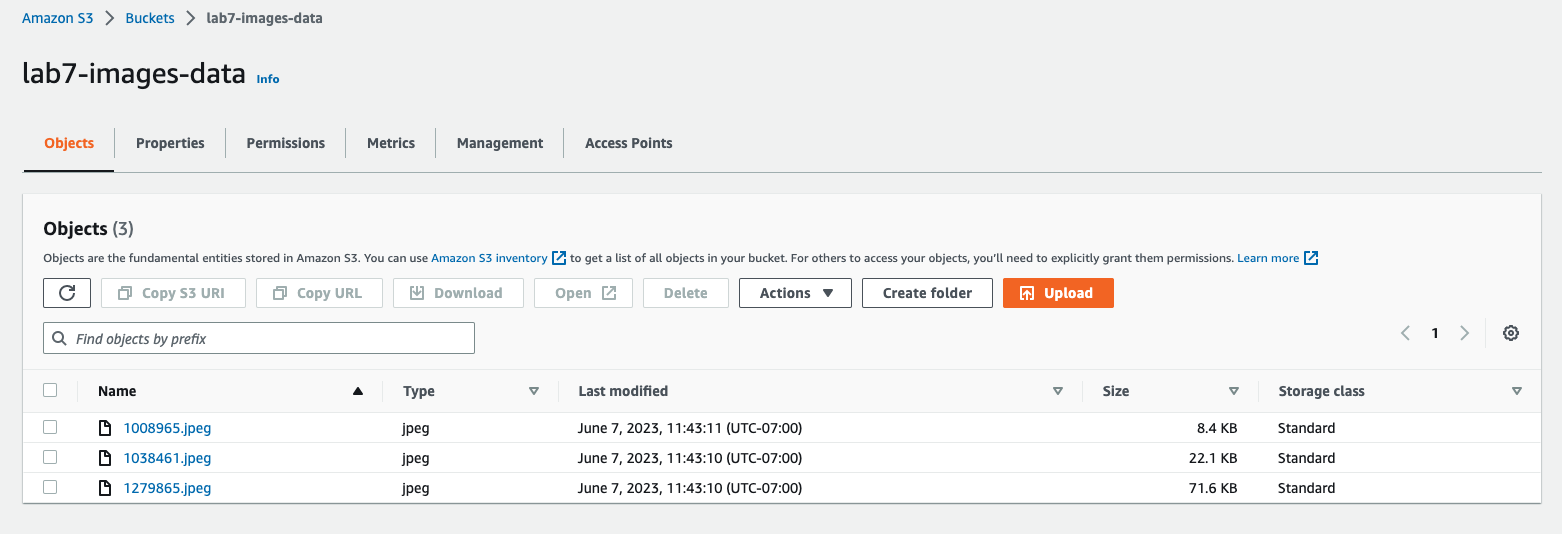 Amazon S3 > Buckets > lab7-images-data
lab7-images-data Info
Objects Properties Permissions Metrics Management Access Points
Objects (3)
Objects are the fundamental entities stored in Amazon S3. You can use Amazon S3 inventory to get a list of all objects in your bucket. For others to access your objects, you'll need to explicitly grant them permissions. Learn more
Copy S3 URI Copy URL Download Open Delete Actions Create folder Upload
Find objects by prefix
1
Name Type Last modified Size Storage class
1008965.jpeg jpeg June 7, 2023, 11:43:11 (UTC-07:00) 8.4 KB Standard
1038461.jpeg jpeg June 7, 2023, 11:43:10 (UTC-07:00) 22.1 KB Standard
1279865.jpeg jpeg June 7, 2023, 11:43:10 (UTC-07:00) 71.6 KB Standard